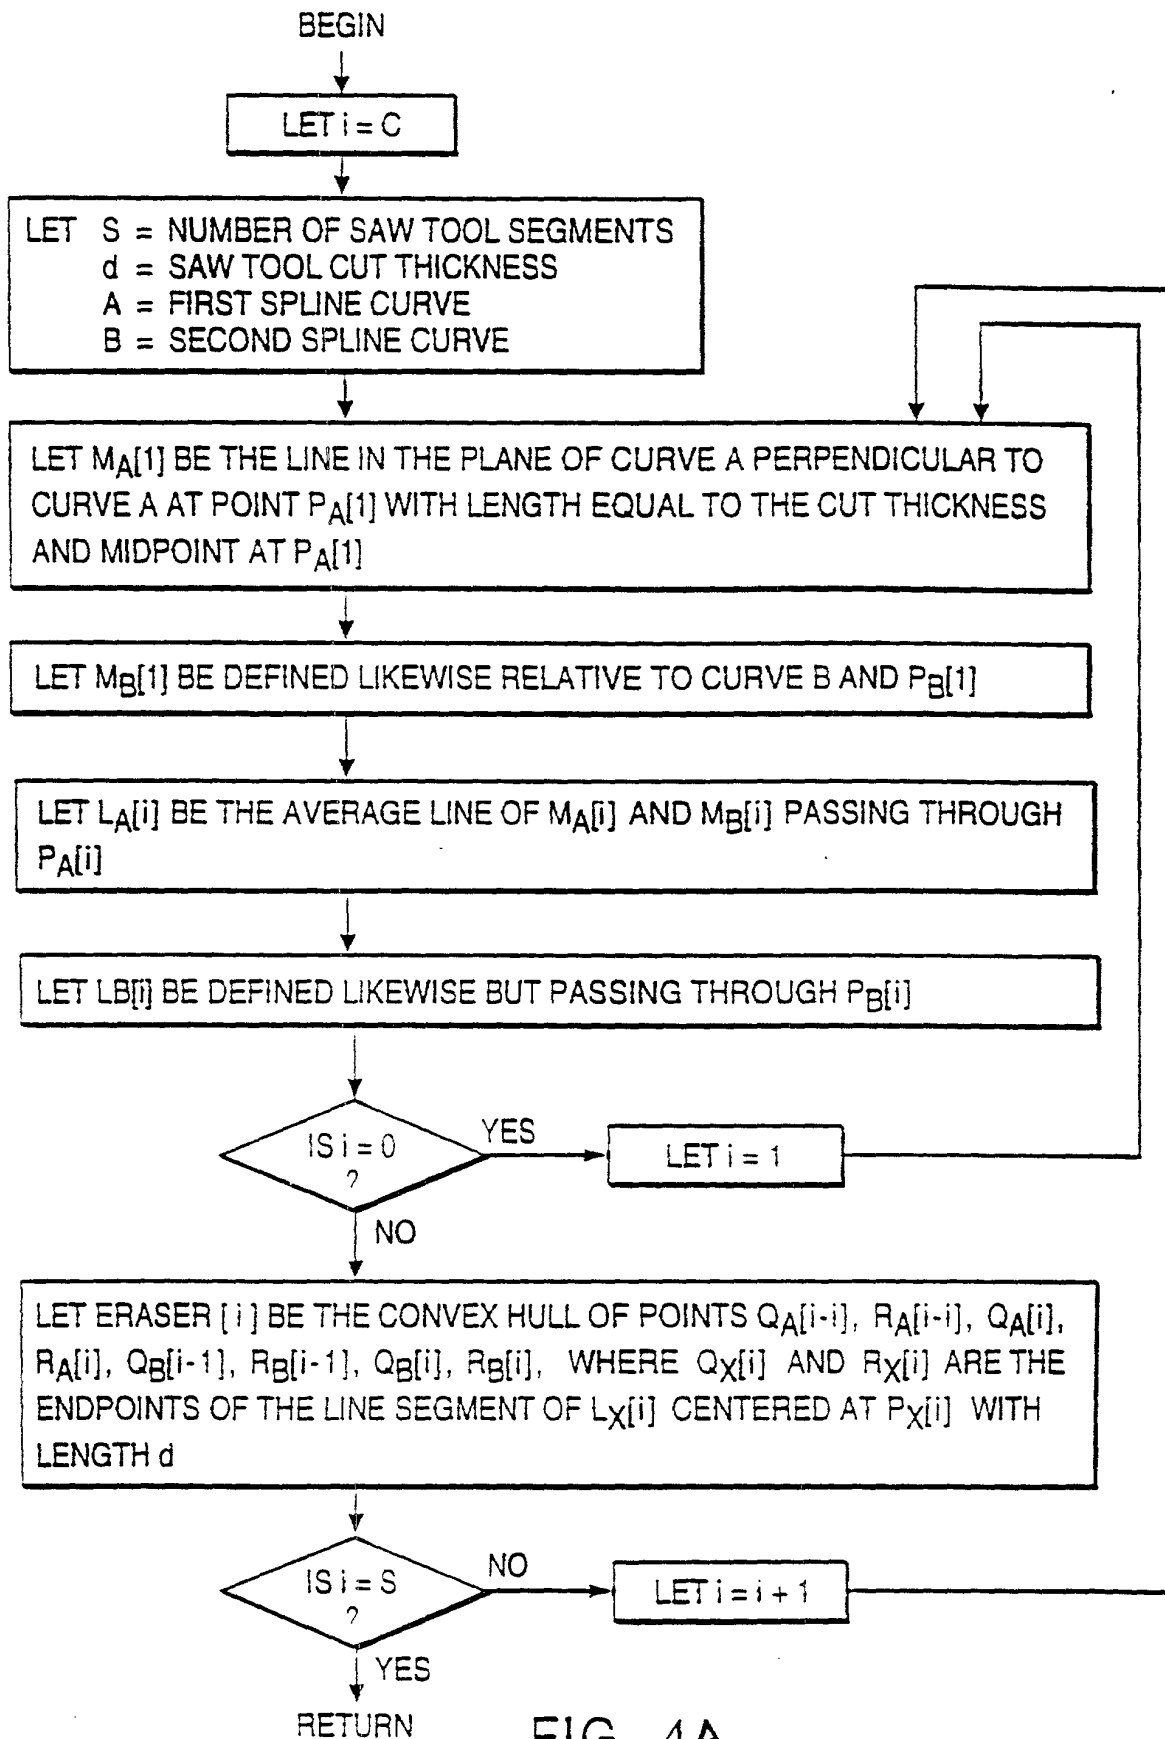 BEGIN
LET i = C
LET S = NUMBER OF SAW TOOL SEGMENTS
d = SAW TOOL CUT THICKNESS
A = FIRST SPLINE CURVE
B = SECOND SPLINE CURVE
LET MA[1] BE THE LINE IN THE PLANE OF CURVE A PERPENDICULAR TO
CURVE A AT POINT PA[1] WITH LENGTH EQUAL TO THE CUT THICKNESS
AND MIDPOINT AT PA[1]
LET MB[1] BE DEFINED LIKEWISE RELATIVE TO CURVE B AND PB[1]
LET LA[i] BE THE AVERAGE LINE OF MA[i] AND MB[i] PASSING THROUGH
PA[i]
LET LB[i] BE DEFINED LIKEWISE BUT PASSING THROUGH PB[i]
IS i = 0
?
YES
LET i = 1
NO
LET ERASER [ i ] BE THE CONVEX HULL OF POINTS QA[i-i], RA[i-i], QA[i],
RA[i], QB[i-1], RB[i-1], QB[i], RB[i], WHERE QX[i] AND RX[i] ARE THE
ENDPOINTS OF THE LINE SEGMENT OF LX[i] CENTERED AT PX[i] WITH
LENGTH d
IS i = S
?
NO
LET i = i + 1
YES
RETURN
FIG. 4A